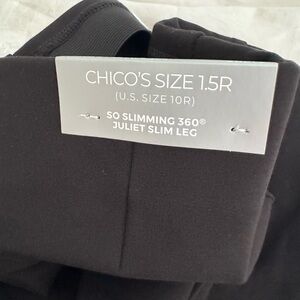 CHICO'S SIZE 1.5R
(U.S. SIZE 10R)
SO SLIMMING 360®
JULIET SLIM LEG